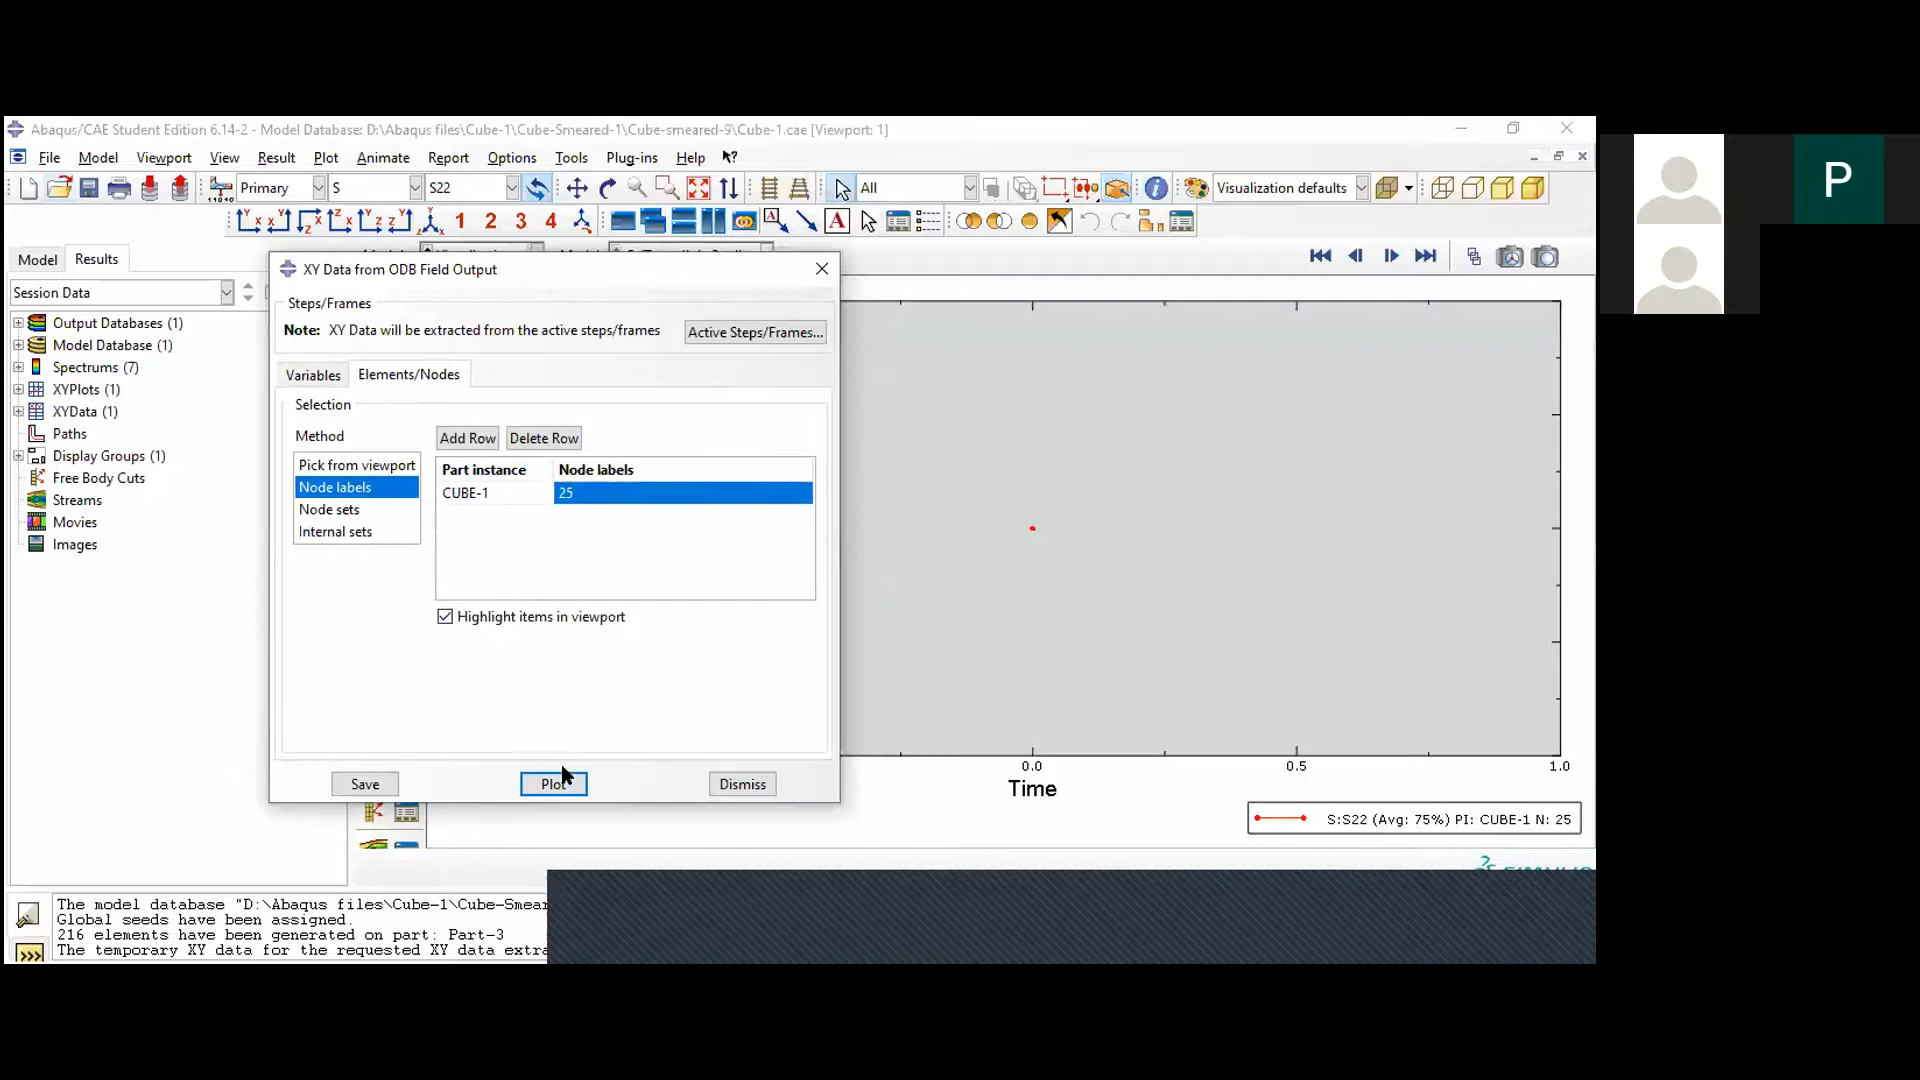 Abaqus/CAE Student Edition 6.14-2 - Model Database: D:\Abaqus files\Cube-1\Cube-Smeared-1\Cube-smeared-9\Cube-1.cae [Viewport: 1]
File Model Viewport View Result Plot Animate Report Options Tools Plug-ins Help
Primary S S22 All Visualization defaults
1 2 3 4 A
Model Results
Session Data
Output Databases (1)
Model Database (1)
Spectrums (7)
XYPlots (1)
XYData (1)
Paths
Display Groups (1)
Free Body Cuts
Streams
Movies
Images
XY Data from ODB Field Output
Steps/Frames
Note: XY Data will be extracted from the active steps/frames
Active Steps/Frames...
Variables Elements/Nodes
Selection
Method
Add Row Delete Row
Pick from viewport
Node labels
Node sets
Internal sets
Part instance Node labels
CUBE-1 25
Highlight items in viewport
Save Plot Dismiss
0.0 0.5 1.0
Time
S:S22 (Avg: 75%) PI: CUBE-1 N: 25
The model database "D:\Abaqus files\Cube-1\Cube-Smear
Global seeds have been assigned.
216 elements have been generated on part: Part-3
The temporary XY data for the requested XY data extra
>>>
P